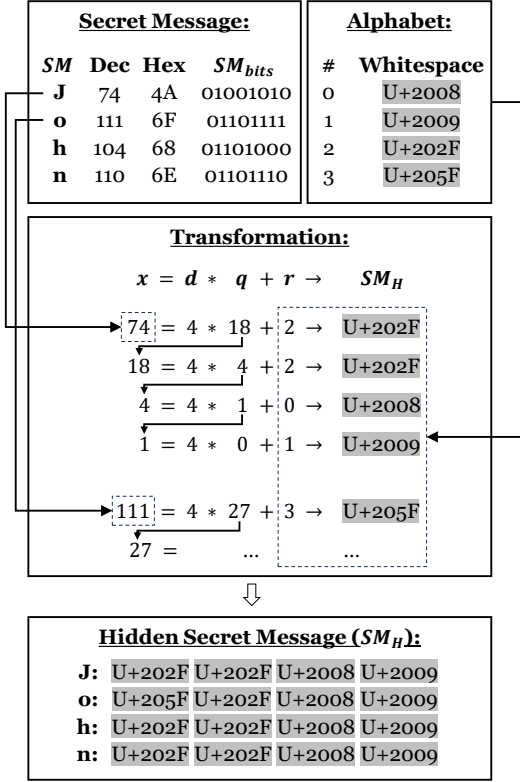 Secret Message:
SM Dec Hex SMbits
J 74 4A 01001010
o 111 6F 01101111
h 104 68 01101000
n 110 6E 01101110
Alphabet:
# Whitespace
0 U+2008
1 U+2009
2 U+202F
3 U+205F
Transformation:
x = d * q + r → SMH
74 = 4 * 18 + 2 → U+202F
18 = 4 * 4 + 2 → U+202F
4 = 4 * 1 + 0 → U+2008
1 = 4 * 0 + 1 → U+2009
111 = 4 * 27 + 3 → U+205F
27 = ... ...
Hidden Secret Message (SMH):
J: U+202F U+202F U+2008 U+2009
o: U+205F U+202F U+2008 U+2009
h: U+202F U+202F U+2008 U+2009
n: U+202F U+202F U+2008 U+2009